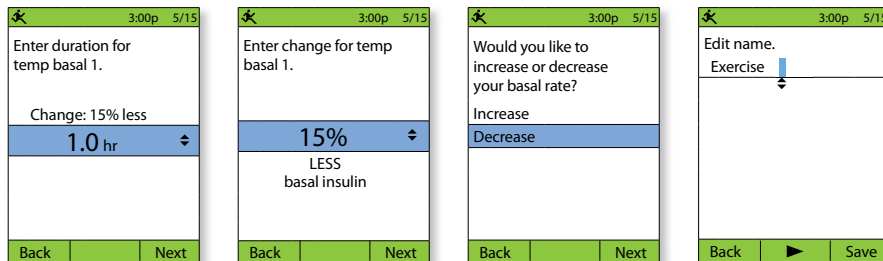 3:00p 5/15
Enter duration for
temp basal 1.
Change: 15% less
1.0 hr
Back Next
3:00p 5/15
Enter change for temp
basal 1.
15%
LESS
basal insulin
Back Next
3:00p 5/15
Would you like to
increase or decrease
your basal rate?
Increase
Decrease
Back Next
3:00p 5/15
Edit name.
Exercise
Back Save